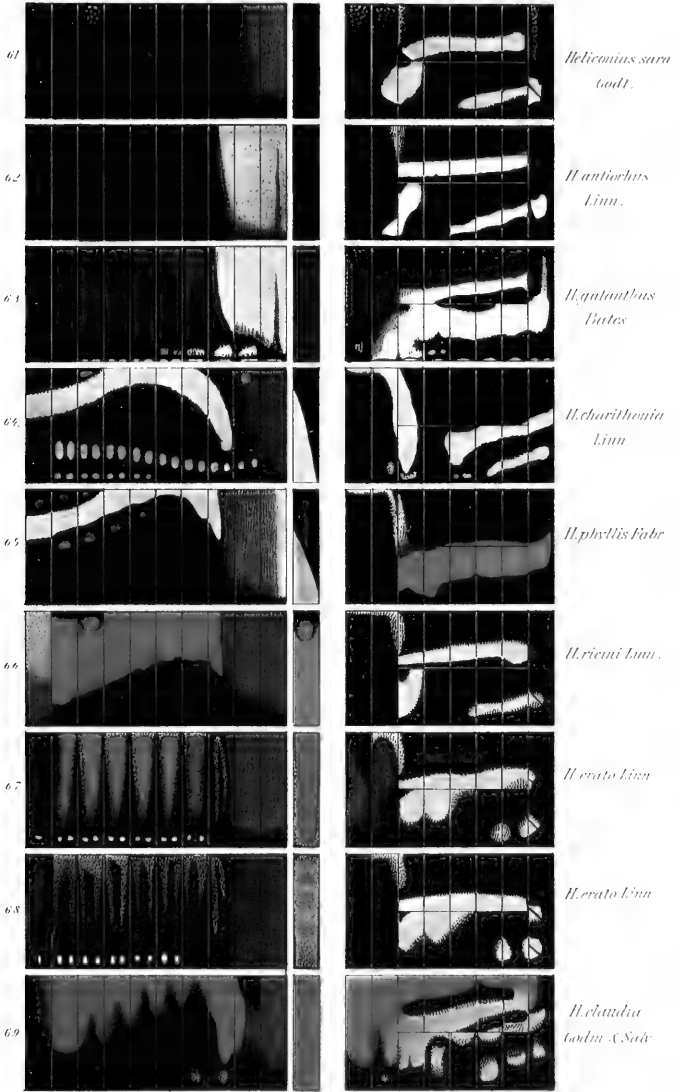 61
Heliconius sara
Godt.
62
H. antiochus
Linn.
63
Bates
64
H. charithonia
Linn
65
H. phyllis Fabr
66
H. ricini Linn.
67
H. erato Linn
68
H. erato Linn
69
H. claudia
Godm & Salv